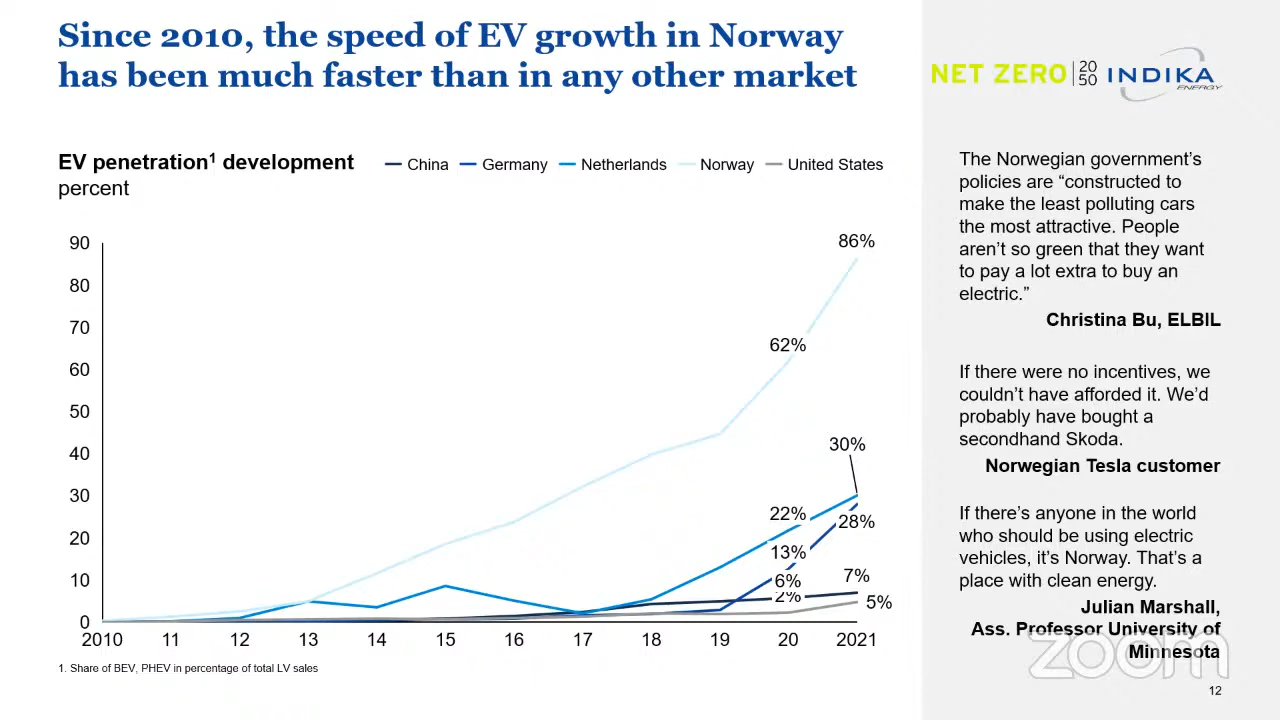 Since 2010, the speed of EV growth in Norway
has been much faster than in any other market
NET ZERO 20
50 INDIKA
ENERGY
EV penetration¹ development
percent
China Germany Netherlands Norway United States
90
80
70
60
50
40
30
20
10
0
86%
62%
30%
22%
28%
13%
6%
2%
7%
5%
2010 11 12 13 14 15 16 17 18 19 20 2021
1. Share of BEV, PHEV in percentage of total LV sales
The Norwegian government’s
policies are “constructed to
make the least polluting cars
the most attractive. People
aren’t so green that they want
to pay a lot extra to buy an
electric.”
Christina Bu, ELBIL
If there were no incentives, we
couldn’t have afforded it. We’d
probably have bought a
secondhand Skoda.
Norwegian Tesla customer
If there’s anyone in the world
who should be using electric
vehicles, it’s Norway. That’s a
place with clean energy.
Julian Marshall,
Ass. Professor University of
Minnesota
zoom
12